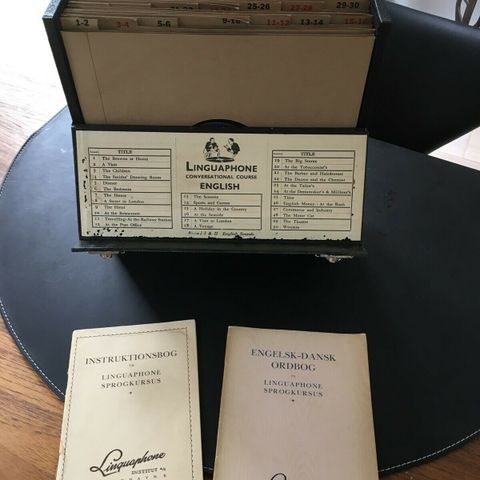 25-26
29-30
1-2
3-4
5-6
9-10
11-12
13-14
15-16
LINGUAPHONE
CONVERSATIONAL COURSE
ENGLISH
TITLE
1 The Browns at Home
2 A Visit
3 The Children
4 The Smiths' Drawing Room
5 Dinner
6 The Bedroom
7 The House
8 A Street in London
9 The Hotel
10 At the Restaurant
11 Travelling-At the Railway Station
12 At the Post Office
13 The Seasons
14 Sports and Games
15 A Holiday in the Country
16 At the Seaside
17 A Visit to London
18 A Voyage
English Sounds
TITLE
19 The Big Stores
20 At the Tobacconist's
21 The Barber and Hairdresser
22 The Doctor and the Chemist
23 At the Tailor's
24 At the Dressmaker's & Milliner's
25 Time
26 English Money-At the Bank
27 Commerce and Industry
28 The Motor Car
29 The Theatre
30 Wireless
INSTRUKTIONSBOG
LINGUAPHONE
SPROGKURSUS
Linguaphone
INSTITUT A/S
ENGELSK-DANSK
ORDBOG
LINGUAPHONE
SPROGKURSUS